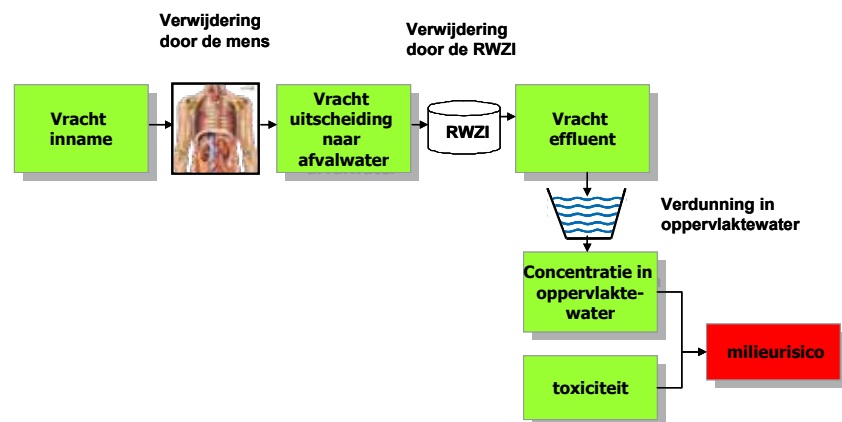 Verwijdering
door de mens
Verwijdering
door de RWZI
Vracht
inname
Vracht
uitscheiding
naar
afvalwater
RWZI
Vracht
effluent
Verdunning in
oppervlaktewater
Concentratie in
oppervlakte-
water
milieurisico
toxiciteit